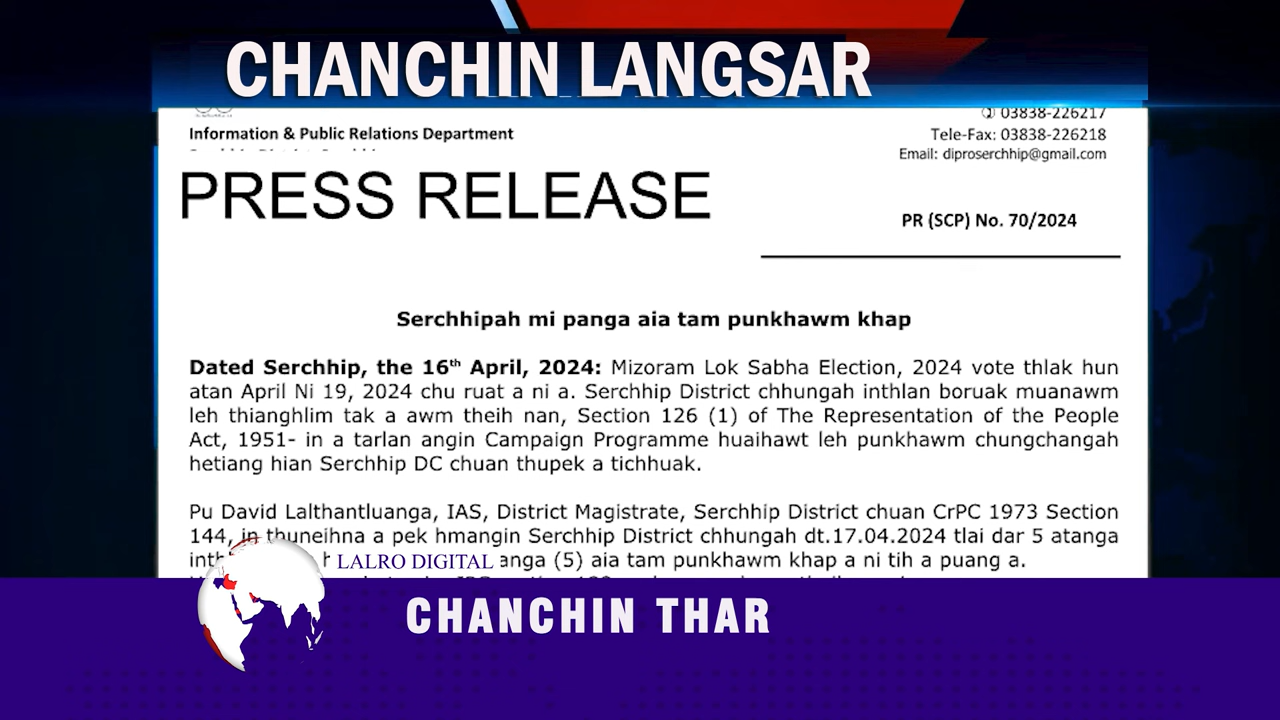 CHANCHIN LANGSAR
03838-226217
Information & Public Relations Department
Tele-Fax: 03838-226218
Email: diproserchhip@gmail.com
PRESS RELEASE
PR (SCP) No. 70/2024
Serchhipah mi panga aia tam punkhawm khap
Dated Serchhip, the 16th April, 2024: Mizoram Lok Sabha Election, 2024 vote thlak hun
atan April Ni 19, 2024 chu ruat a ni a. Serchhip District chhungah inthlan boruak muanawm
leh thianghlim tak a awm theih nan, Section 126 (1) of The Representation of the People
Act, 1951- in a tarlan angin Campaign Programme huaihawt leh punkhawm chungchangah
hetiang hian Serchhip DC chuan thupek a tichhuak.
Pu David Lalthantluanga, IAS, District Magistrate, Serchhip District chuan CrPC 1973 Section
144, in thuneihna a pek hmangin Serchhip District chhungah dt.17.04.2024 tlai dar 5 atanga
anga (5) aia tam punkhawm khap a ni tih a puang a.
LALRO DIGITAL
CHANCHIN THAR